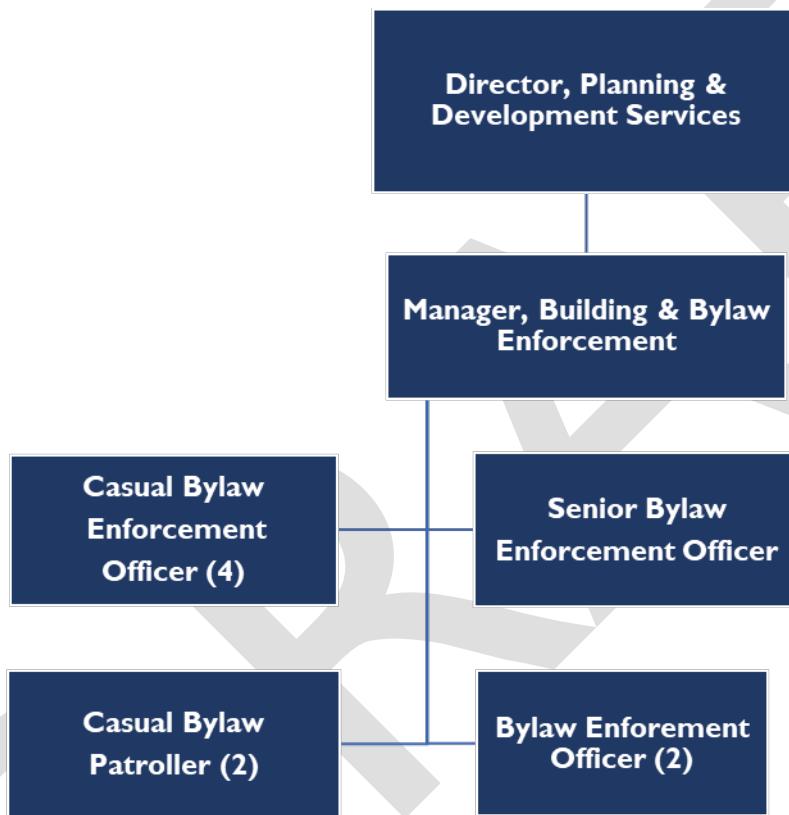 Director, Planning &
Development Services
Manager, Building & Bylaw
Enforcement
Casual Bylaw
Enforcement
Officer (4)
Senior Bylaw
Enforcement Officer
Casual Bylaw
Patroller (2)
Bylaw Enforement
Officer (2)